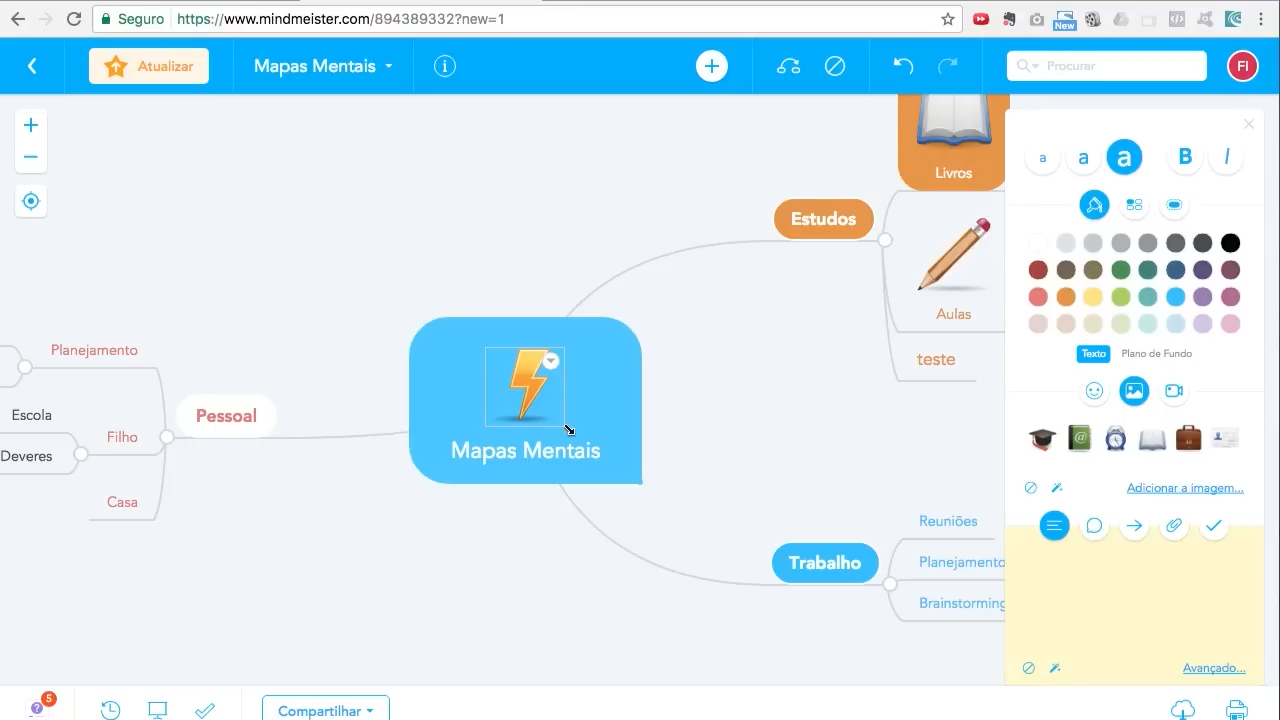 Seguro
https://www.mindmeister.com/894389332?new=1
New
Atualizar
Mapas Mentais
Procurar
FI
Livros
Estudos
Aulas
teste
Planejamento
Escola
Filho
Deveres
Casa
Pessoal
Mapas Mentais
Trabalho
Reuniões
Planejamento
Brainstorming
a
a
a
B
I
Texto
Plano de Fundo
Adicionar a imagem...
Avançado...
5
?
Compartilhar